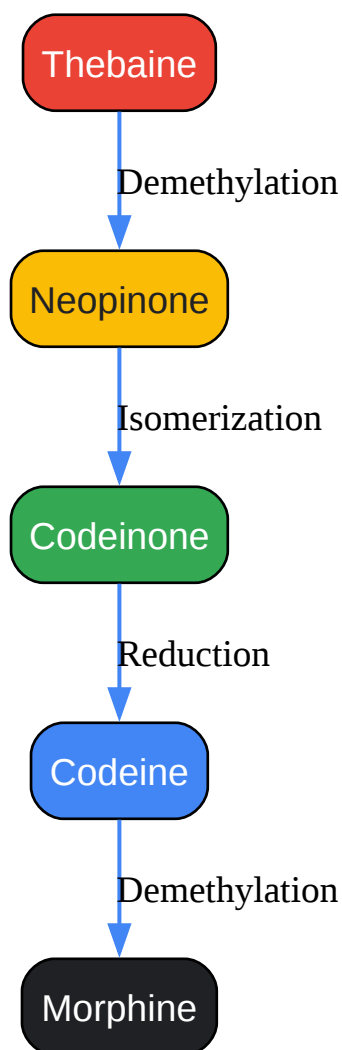 Thebaine
Demethylation
Neopinone
Isomerization
Codeinone
Reduction
Codeine
Demethylation
Morphine